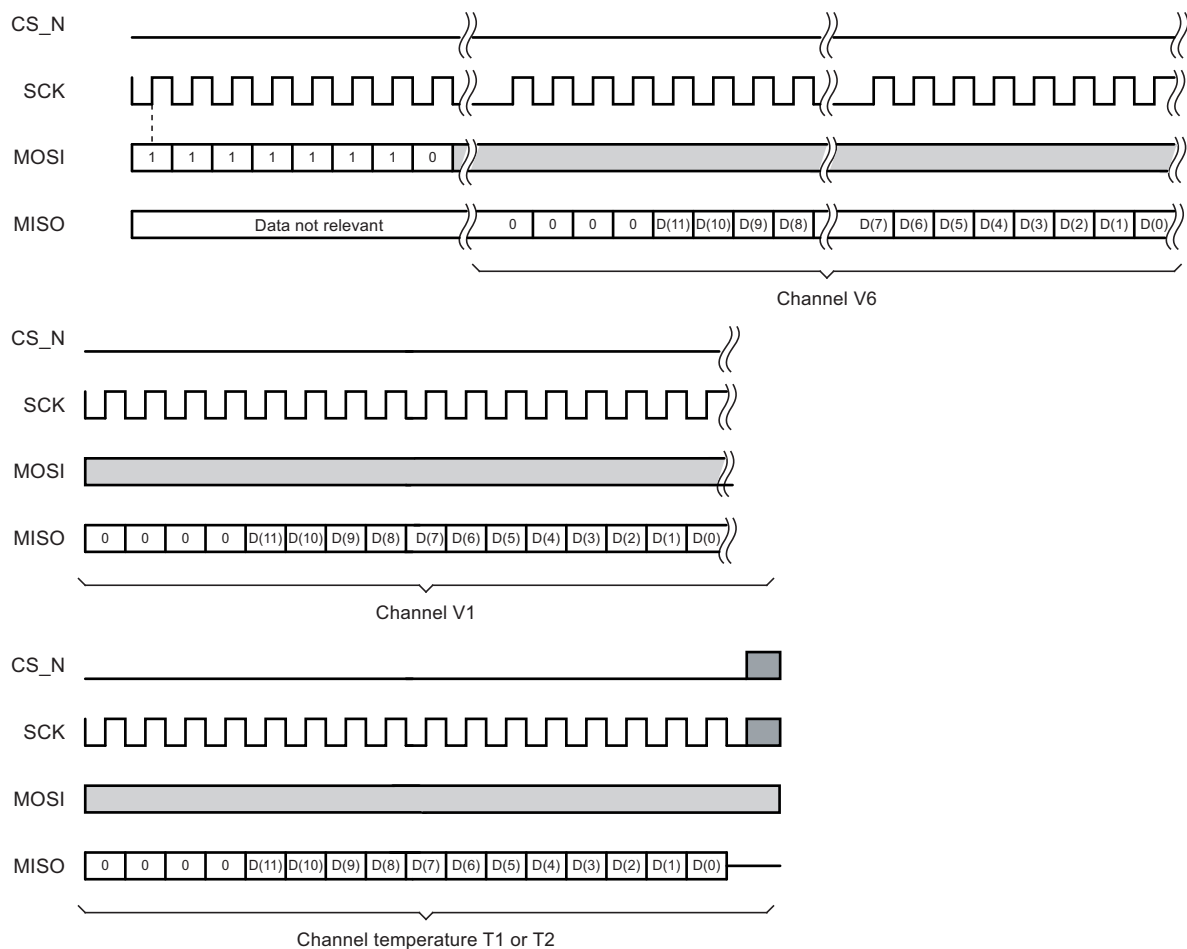 CS_N
SCK
MOSI 1 1 1 1 1 1 1 0
MISO Data not relevant 0 0 0 0 D(11) D(10) D(9) D(8) D(7) D(6) D(5) D(4) D(3) D(2) D(1) D(0)
Channel V6
CS_N
SCK
MOSI
MISO 0 0 0 0 D(11) D(10) D(9) D(8) D(7) D(6) D(5) D(4) D(3) D(2) D(1) D(0)
Channel V1
CS_N
SCK
MOSI
MISO 0 0 0 0 D(11) D(10) D(9) D(8) D(7) D(6) D(5) D(4) D(3) D(2) D(1) D(0)
Channel temperature T1 or T2